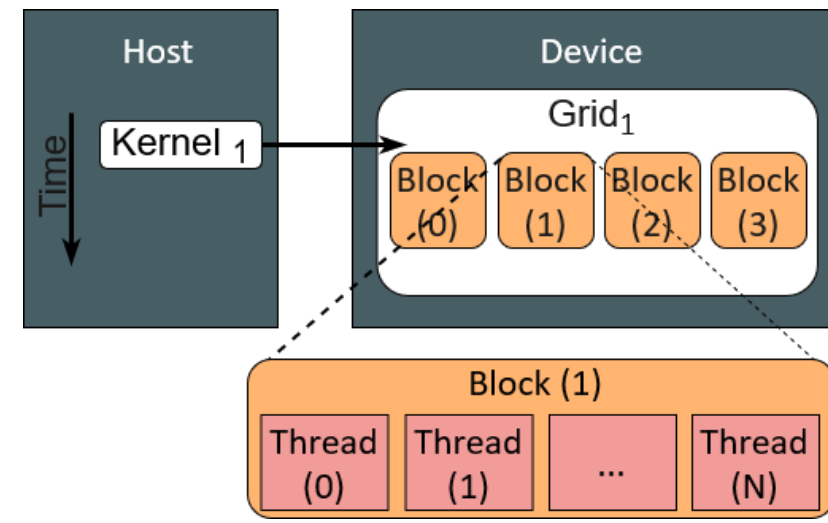 Host
Device
Time
Kernel 1
Grid1
Block
(0)
Block
(1)
Block
(2)
Block
(3)
Block (1)
Thread
(0)
Thread
(1)
...
Thread
(N)